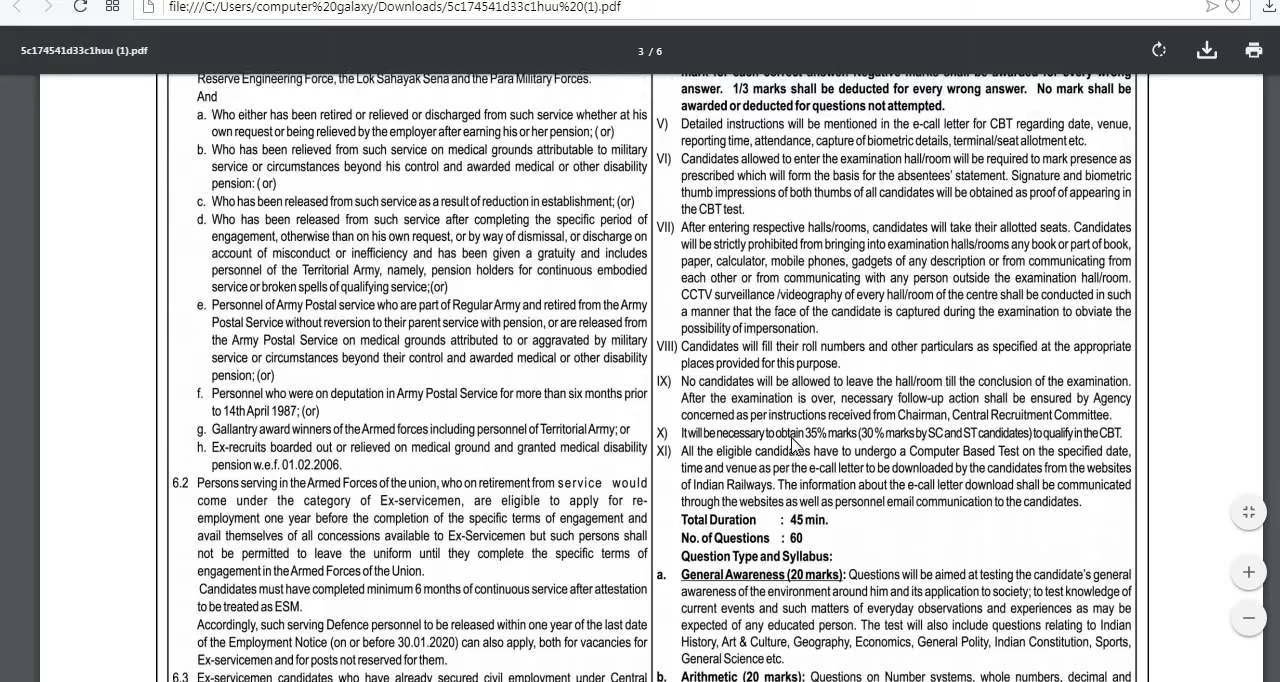 file:///C:/Users/computer%20galaxy/Downloads/5c174541d33c1huu%20(1).pdf
5c174541d33c1huu (1).pdf
3 / 6
Reserve Engineering Force, the Lok Sahayak Sena and the Para Military Forces.
And
a. Who either has been retired or relieved or discharged from such service whether at his
own request or being relieved by the employer after earning his or her pension; ( or)
b. Who has been relieved from such service on medical grounds attributable to military
service or circumstances beyond his control and awarded medical or other disability
pension: ( or)
c. Who has been released from such service as a result of reduction in establishment; (or)
d. Who has been released from such service after completing the specific period of
engagement, otherwise than on his own request, or by way of dismissal, or discharge on
account of misconduct or inefficiency and has been given a gratuity and includes
personnel of the Territorial Army, namely, pension holders for continuous embodied
service or broken spells of qualifying service;(or)
e. Personnel of Army Postal service who are part of Regular Army and retired from the Army
Postal Service without reversion to their parent service with pension, or are released from
the Army Postal Service on medical grounds attributed to or aggravated by military
service or circumstances beyond their control and awarded medical or other disability
pension; (or)
f. Personnel who were on deputation in Army Postal Service for more than six months prior
to 14th April 1987; (or)
g. Gallantry award winners of the Armed forces including personnel of Territorial Army; or
h. Ex-recruits boarded out or relieved on medical ground and granted medical disability
pension w.e.f. 01.02.2006.
6.2 Persons serving in the Armed Forces of the union, who on retirement from service would
come under the category of Ex-servicemen, are eligible to apply for re-
employment one year before the completion of the specific terms of engagement and
avail themselves of all concessions available to Ex-Servicemen but such persons shall
not be permitted to leave the uniform until they complete the specific terms of
engagement in the Armed Forces of the Union.
Candidates must have completed minimum 6 months of continuous service after attestation
to be treated as ESM.
Accordingly, such serving Defence personnel to be released within one year of the last date
of the Employment Notice (on or before 30.01.2020) can also apply, both for vacancies for
Ex-servicemen and for posts not reserved for them.
6.3 Ex-servicemen candidates who have already secured civil employment under Central
mark for each correct answer. Negative marks shall be awarded for every wrong
answer. 1/3 marks shall be deducted for every wrong answer. No mark shall be
awarded or deducted for questions not attempted.
V) Detailed instructions will be mentioned in the e-call letter for CBT regarding date, venue,
reporting time, attendance, capture of biometric details, terminal/seat allotment etc.
VI) Candidates allowed to enter the examination hall/room will be required to mark presence as
prescribed which will form the basis for the absentees' statement. Signature and biometric
thumb impressions of both thumbs of all candidates will be obtained as proof of appearing in
the CBT test.
VII) After entering respective halls/rooms, candidates will take their allotted seats. Candidates
will be strictly prohibited from bringing into examination halls/rooms any book or part of book,
paper, calculator, mobile phones, gadgets of any description or from communicating from
each other or from communicating with any person outside the examination hall/room.
CCTV surveillance /videography of every hall/room of the centre shall be conducted in such
a manner that the face of the candidate is captured during the examination to obviate the
possibility of impersonation.
VIII) Candidates will fill their roll numbers and other particulars as specified at the appropriate
places provided for this purpose.
IX) No candidates will be allowed to leave the hall/room till the conclusion of the examination.
After the examination is over, necessary follow-up action shall be ensured by Agency
concerned as per instructions received from Chairman, Central Recruitment Committee.
X) It will be necessary to obtain 35% marks (30 % marks by SC and ST candidates) to qualify in the CBT.
XI) All the eligible candidates have to undergo a Computer Based Test on the specified date,
time and venue as per the e-call letter to be downloaded by the candidates from the websites
of Indian Railways. The information about the e-call letter download shall be communicated
through the websites as well as personnel email communication to the candidates.
Total Duration : 45 min.
No. of Questions : 60
Question Type and Syllabus:
a. General Awareness (20 marks): Questions will be aimed at testing the candidate's general
awareness of the environment around him and its application to society; to test knowledge of
current events and such matters of everyday observations and experiences as may be
expected of any educated person. The test will also include questions relating to Indian
History, Art & Culture, Geography, Economics, General Polity, Indian Constitution, Sports,
General Science etc.
b. Arithmetic (20 marks): Questions on Number systems, whole numbers, decimal and